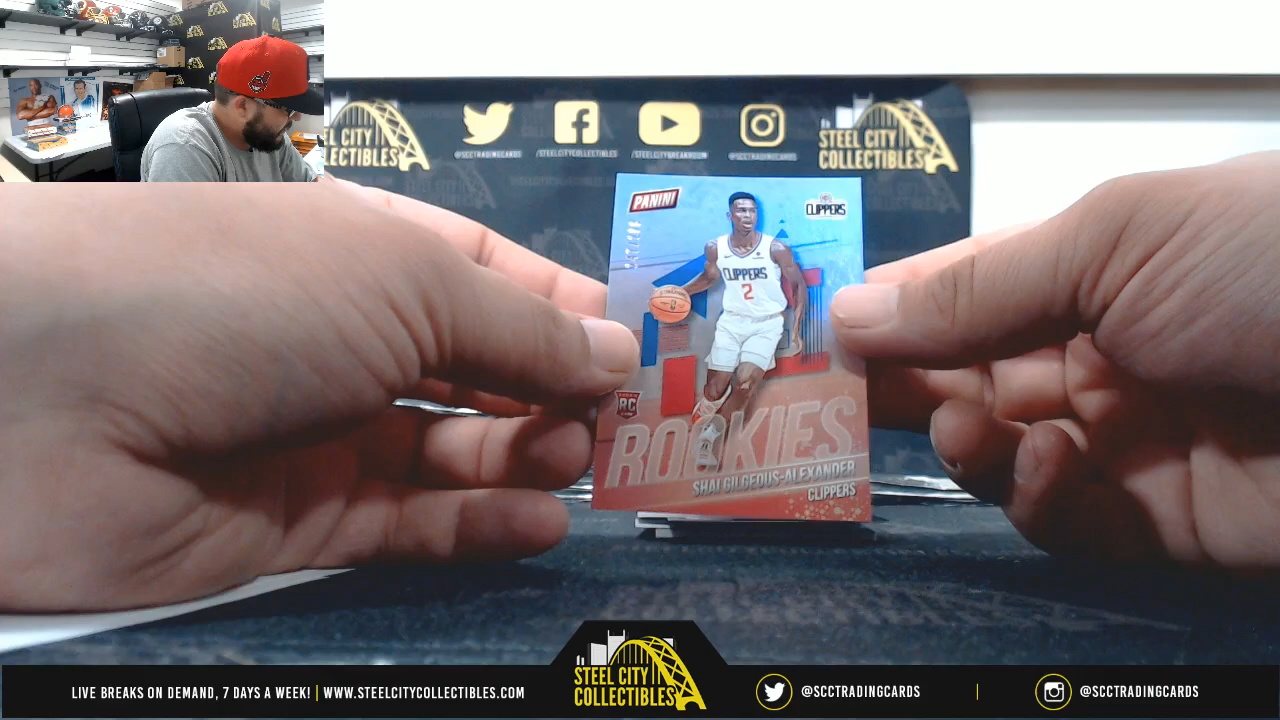 STEEL CITY
COLLECTIBLES
@SCCTRADINGCARDS
/STEELCITYCOLLECTIBLES
/STEELCITYBREAKROOM
@SCCTRADINGCARDS
STEEL CITY
COLLECTIBLES
PANINI
CLIPPERS
CLIPPERS
2
RC
ROOKIES
SHAI GILGEOUS-ALEXANDER
CLIPPERS
STEEL CITY
COLLECTIBLES
LIVE BREAKS ON DEMAND, 7 DAYS A WEEK! | WWW.STEELCITYCOLLECTIBLES.COM
@SCCTRADINGCARDS | @SCCTRADINGCARDS